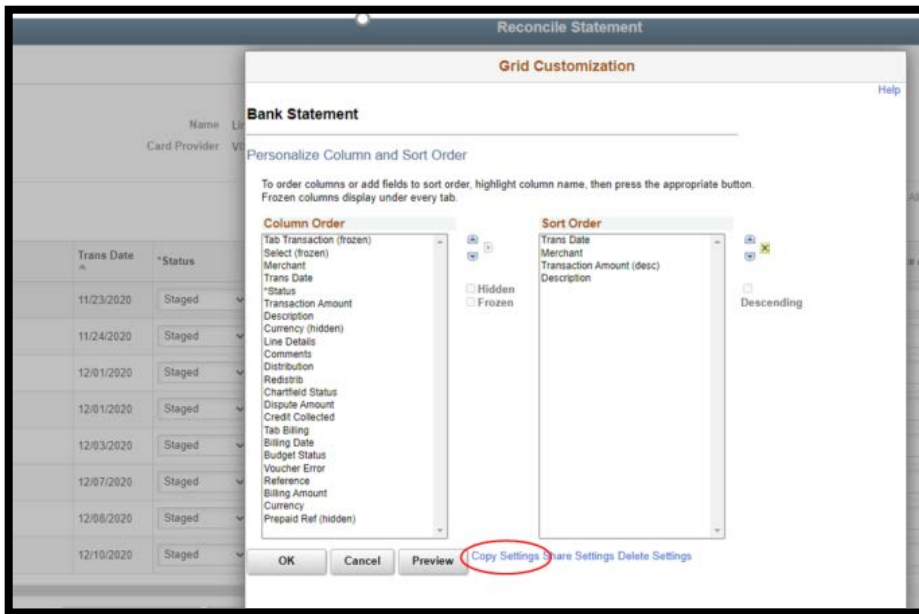 Reconcile Statement
Grid Customization
Help
Bank Statement
Name
Card Provider
Personalize Column and Sort Order
To order columns or add fields to sort order, highlight column name, then press the appropriate button.
Frozen columns display under every tab.
Column Order
Sort Order
Tab Transaction (frozen)
Select (frozen)
Merchant
Trans Date
*Status
Transaction Amount
Description
Currency (hidden)
Line Details
Comments
Distribution
Redistrib
Chartfield Status
Dispute Amount
Credit Collected
Tab Billing
Billing Date
Budget Status
Voucher Error
Reference
Billing Amount
Currency
Prepaid Ref (hidden)
Hidden
Frozen
Trans Date
Merchant
Transaction Amount (desc)
Description
Descending
Trans Date *Status
11/23/2020 Staged
11/24/2020 Staged
12/01/2020 Staged
12/01/2020 Staged
12/03/2020 Staged
12/07/2020 Staged
12/08/2020 Staged
12/10/2020 Staged
OK Cancel Preview Copy Settings Share Settings Delete Settings